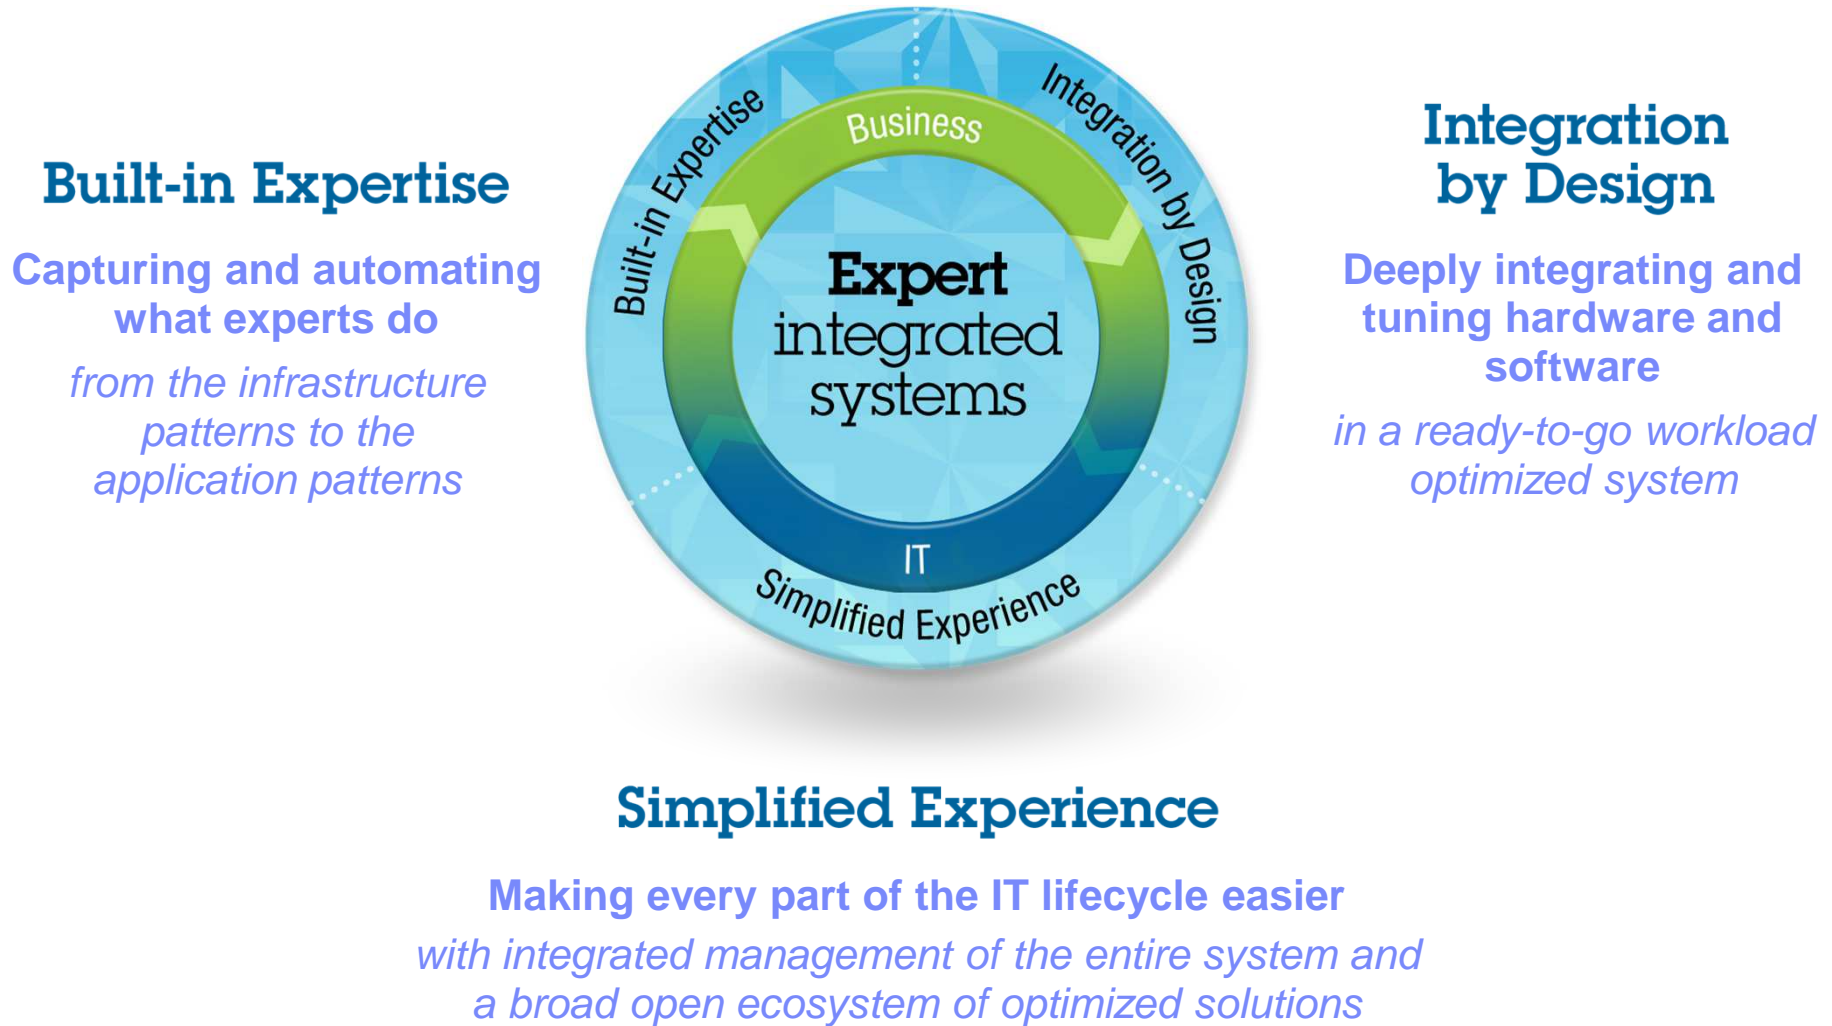 Built-in Expertise
Capturing and automating
what experts do
from the infrastructure
patterns to the
application patterns
Built-in Expertise
Integration by Design
Business
Expert
integrated
systems
IT
Simplified Experience
Integration
by Design
Deeply integrating and
tuning hardware and
software
in a ready-to-go workload
optimized system
Simplified Experience
Making every part of the IT lifecycle easier
with integrated management of the entire system and
a broad open ecosystem of optimized solutions